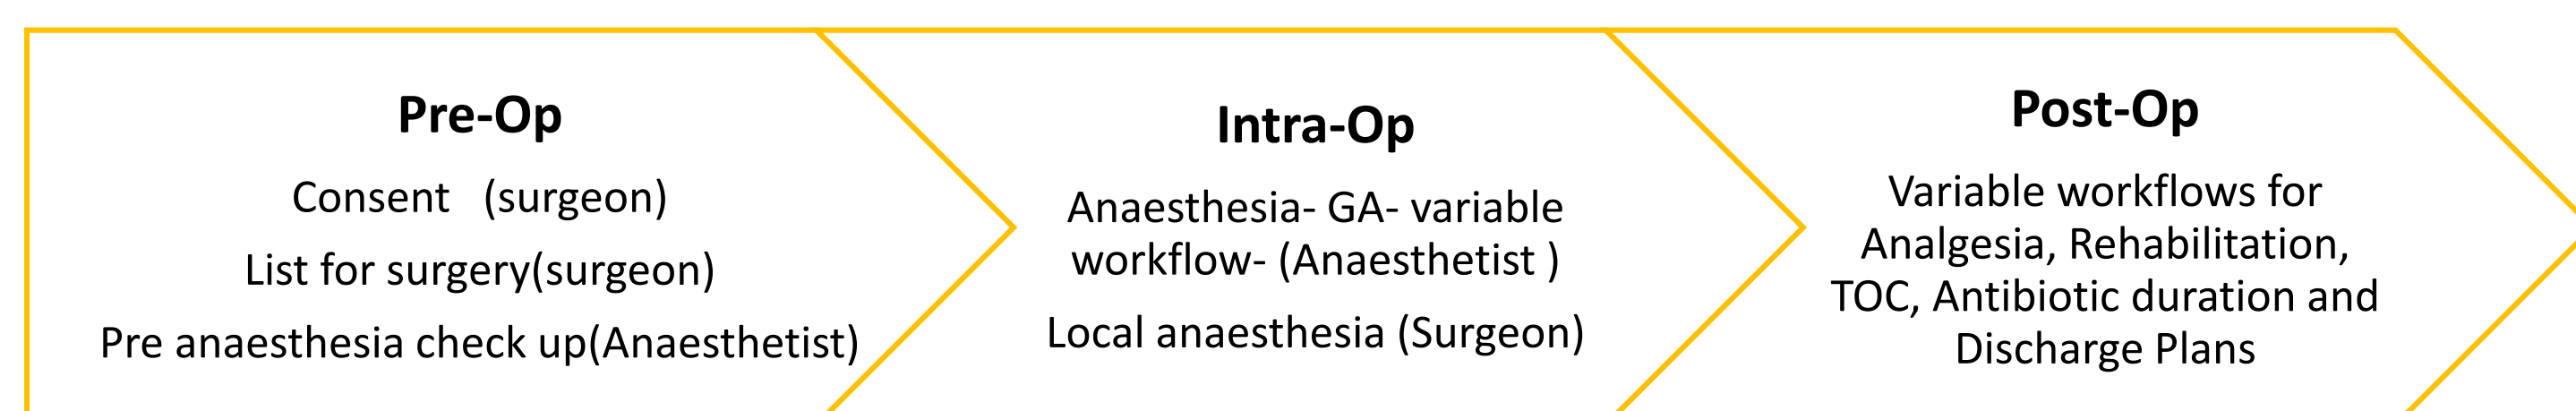 Pre-Op
Consent   (surgeon)
List for surgery(surgeon)
Pre anaesthesia check up(Anaesthetist)
Intra-Op
Anaesthesia- GA- variable
workflow- (Anaesthetist )
Local anaesthesia (Surgeon)
Post-Op
Variable workflows for
Analgesia, Rehabilitation,
TOC, Antibiotic duration and
Discharge Plans